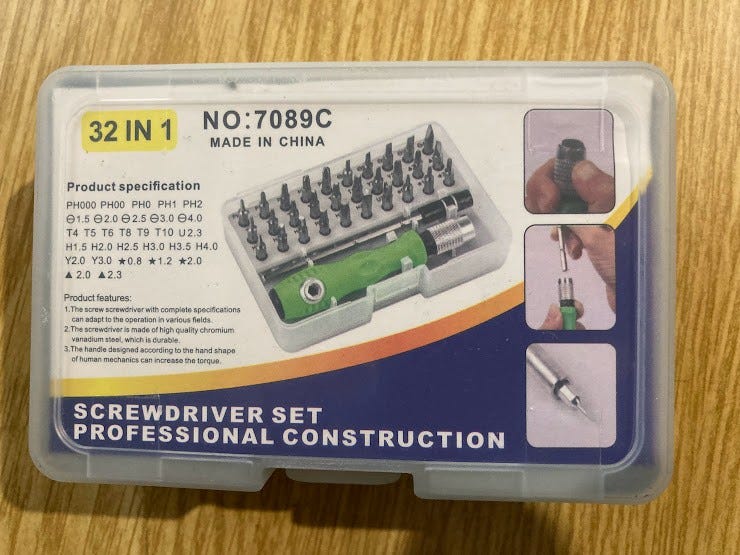 32 IN 1
NO:7089C
MADE IN CHINA
Product specification
PH000 PH00 PH0 PH1 PH2
⊖1.5 ⊖2.0 ⊖2.5 ⊖3.0 ⊖4.0
T4 T5 T6 T8 T9 T10 U2.3
H1.5 H2.0 H2.5 H3.0 H3.5 H4.0
Y2.0 Y3.0 ★0.8 ★1.2 ★2.0
▲2.0 ▲2.3
Product features:
1.The screw screwdriver with complete specifications
can adapt to the operation in various fields.
2.The screwdriver is made of high quality chromium
vanadium steel, which is durable.
3.The handle designed according to the hand shape
of human mechanics can increase the torque.
SCREWDRIVER SET
PROFESSIONAL CONSTRUCTION